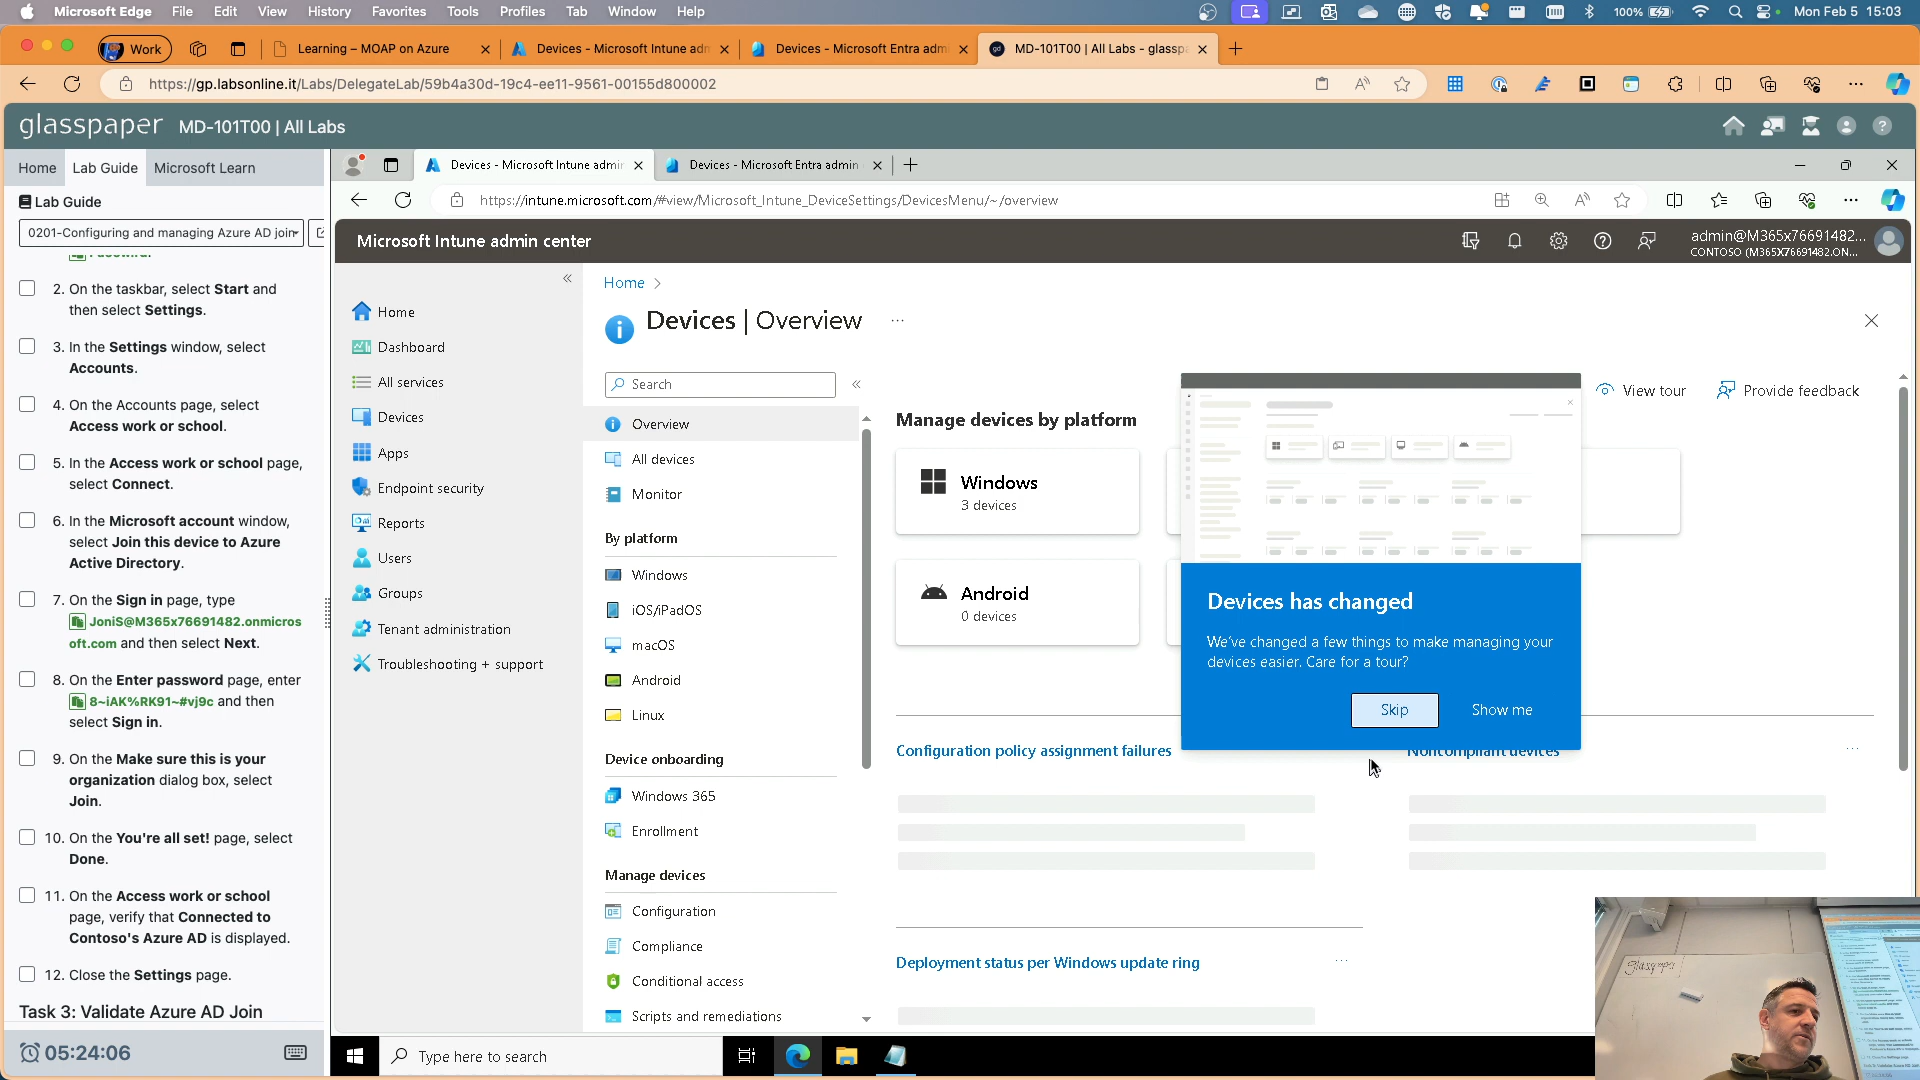 Microsoft Edge File Edit View History Favorites Tools Profiles Tab Window Help 100% Mon Feb 5 15:03
Work Learning – MOAP on Azure Devices - Microsoft Intune adm Devices - Microsoft Entra admi MD-101T00 | All Labs - glasspa
https://gp.labsonline.it/Labs/DelegateLab/59b4a30d-19c4-ee11-9561-00155d800002
glasspaper MD-101T00 | All Labs
Home Lab Guide Microsoft Learn
Lab Guide
0201-Configuring and managing Azure AD join
2. On the taskbar, select Start and
then select Settings.
3. In the Settings window, select
Accounts.
4. On the Accounts page, select
Access work or school.
5. In the Access work or school page,
select Connect.
6. In the Microsoft account window,
select Join this device to Azure
Active Directory.
7. On the Sign in page, type
JoniS@M365x76691482.onmicros
oft.com and then select Next.
8. On the Enter password page, enter
8~iAK%RK91~#vj9c and then
select Sign in.
9. On the Make sure this is your
organization dialog box, select
Join.
10. On the You're all set! page, select
Done.
11. On the Access work or school
page, verify that Connected to
Contoso's Azure AD is displayed.
12. Close the Settings page.
Task 3: Validate Azure AD Join
05:24:06
Devices - Microsoft Intune admi Devices - Microsoft Entra admin
https://intune.microsoft.com/#view/Microsoft_Intune_DeviceSettings/DevicesMenu/~/overview
Microsoft Intune admin center
admin@M365x76691482...
CONTOSO (M365X76691482.ON...
Home
Dashboard
All services
Devices
Apps
Endpoint security
Reports
Users
Groups
Tenant administration
Troubleshooting + support
Home >
Devices | Overview ...
Search
Overview
All devices
Monitor
By platform
Windows
iOS/iPadOS
macOS
Android
Linux
Device onboarding
Windows 365
Enrollment
Manage devices
Configuration
Compliance
Conditional access
Scripts and remediations
View tour Provide feedback
Manage devices by platform
Windows
3 devices
Android
0 devices
Devices has changed
We've changed a few things to make managing your
devices easier. Care for a tour?
Skip Show me
Configuration policy assignment failures
Noncompliant devices ...
Deployment status per Windows update ring ...
Type here to search
glasspaper